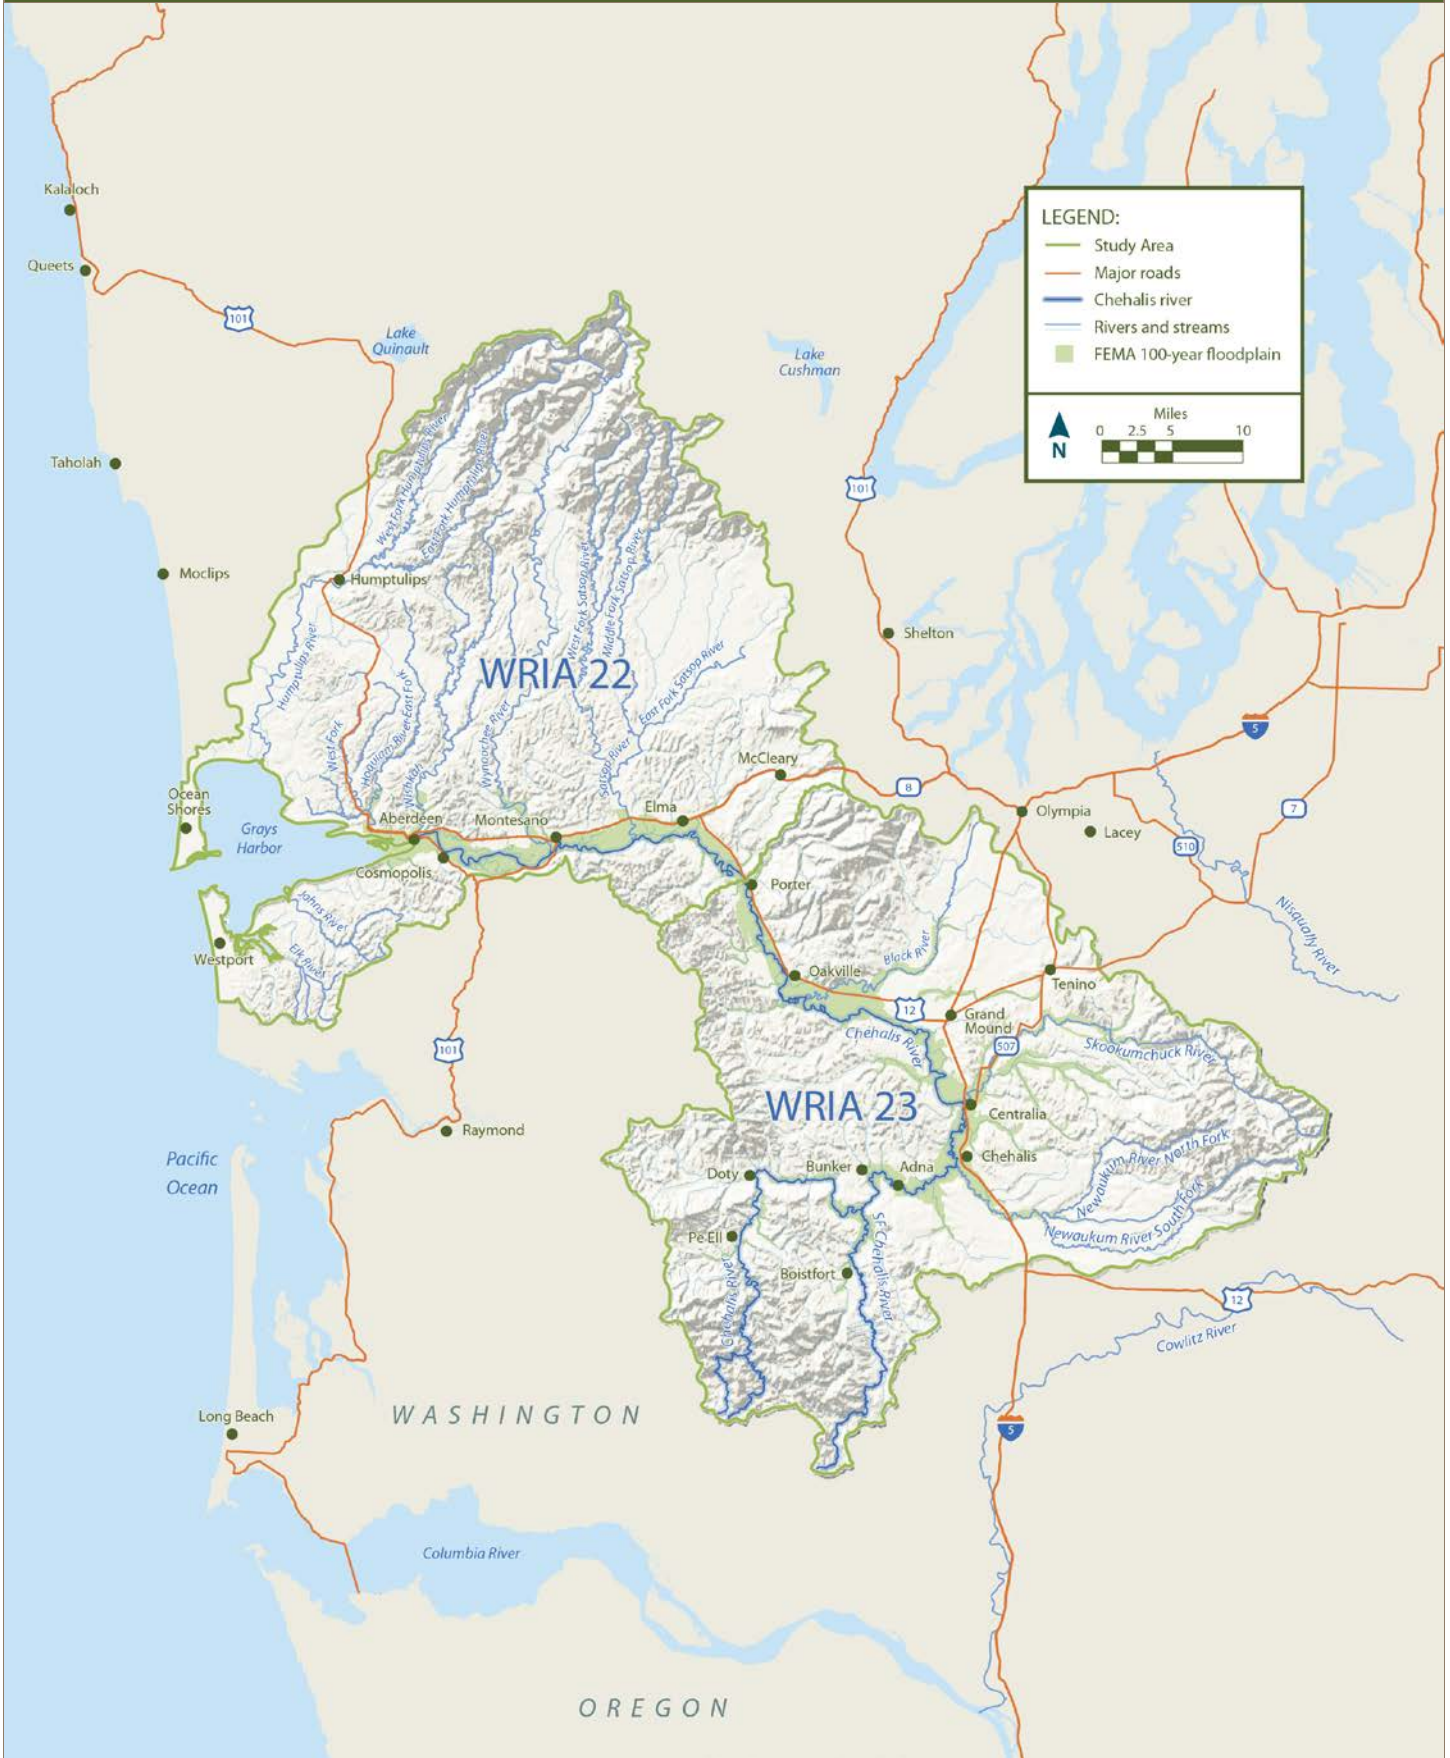 Kalaloch
LEGEND:
Study Area
Major roads
Chehalis river
Rivers and streams
FEMA 100-year floodplain
Miles
0 2.5 5 10
N
Queets
101
Lake
Quinault
Lake
Cushman
West Fork Humptulips River
East Fork Humptulips River
Taholah
101
Moclips
Humptulips
West Fork Satsop River
Middle Fork Satsop River
Shelton
Humptulips River
WRIA 22
East Fork Satsop River
West Fork
Hoquiam River East Fork
Wishkah
Wynoochee River
Satsop River
5
McCleary
8
Ocean
Shores
Elma
Olympia
7
Aberdeen
Montesano
Lacey
Grays
Harbor
510
Cosmopolis
Porter
Johns River
Nisqually River
Westport
Elk River
Black River
Oakville
Tenino
12
Grand
Mound
Chehalis River
507
Skookumchuck River
101
WRIA 23
Centralia
Raymond
Newaukum River North Fork
Pacific
Ocean
Doty
Bunker
Adna
Chehalis
Newaukum River South Fork
Pe Ell
SF Chehalis River
Boistfort
Chehalis River
12
Cowlitz River
WASHINGTON
Long Beach
5
Columbia River
OREGON